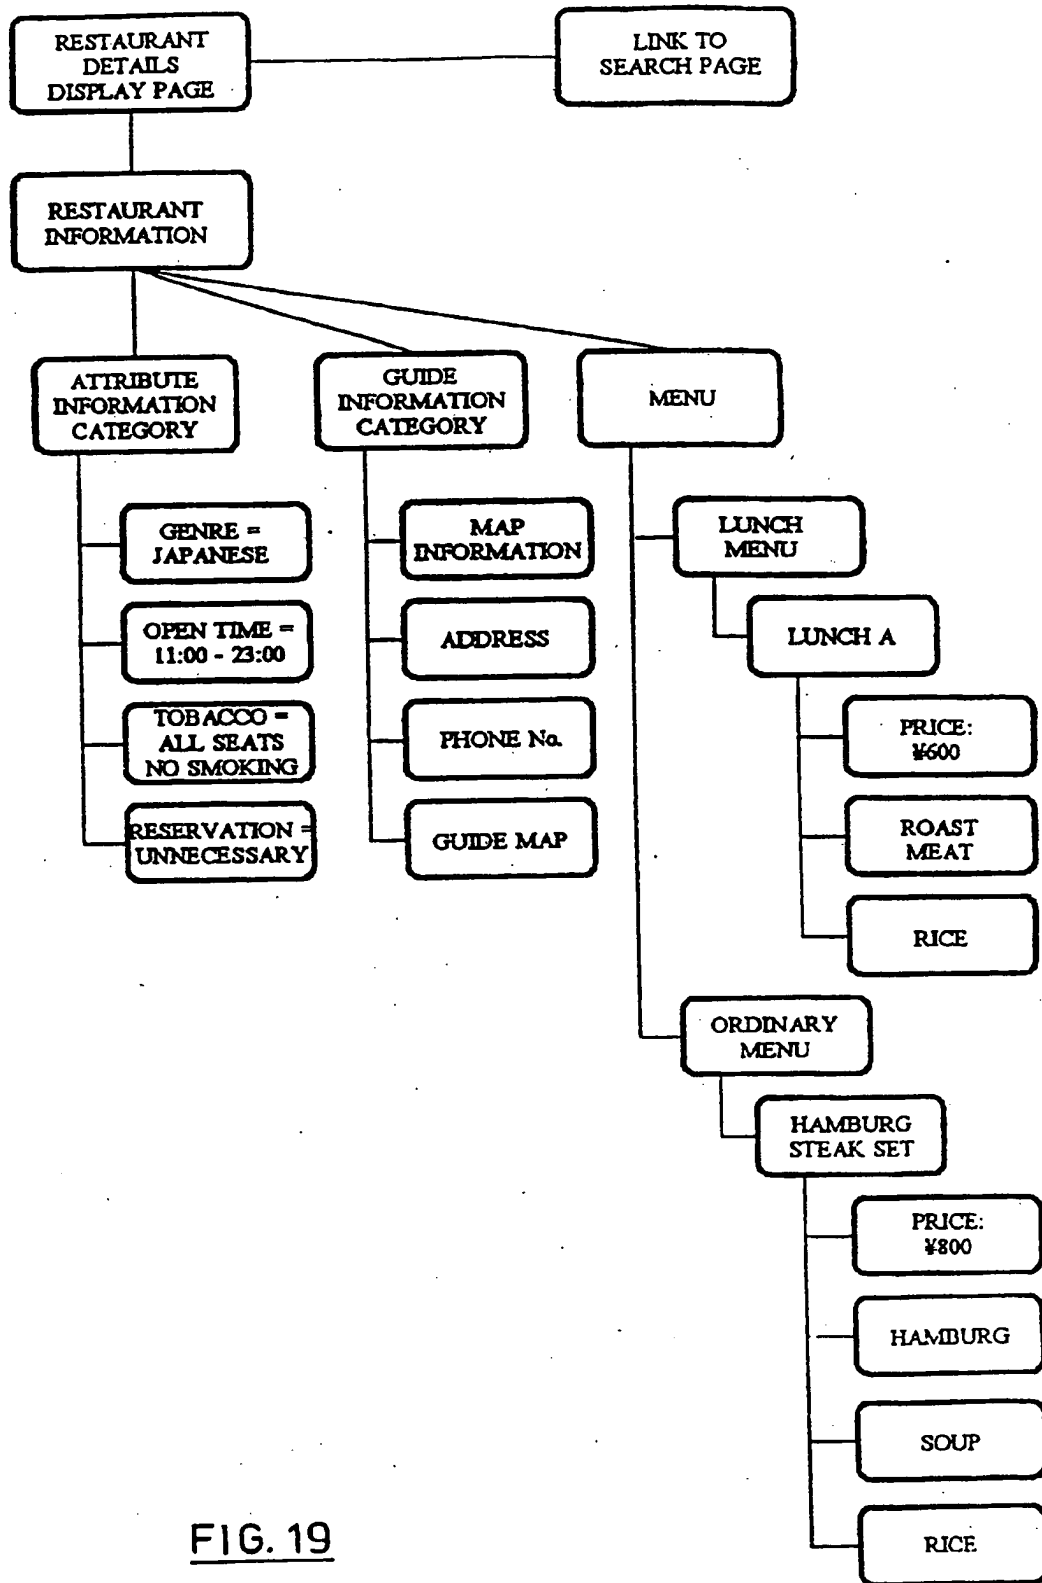 RESTAURANT
DETAILS
DISPLAY PAGE
LINK TO
SEARCH PAGE
RESTAURANT
INFORMATION
ATTRIBUTE
INFORMATION
CATEGORY
GENRE =
JAPANESE
OPEN TIME =
11:00 - 23:00
TOBACCO =
ALL SEATS
NO SMOKING
RESERVATION =
UNNECESSARY
GUIDE
INFORMATION
CATEGORY
MAP
INFORMATION
ADDRESS
PHONE No.
GUIDE MAP
MENU
LUNCH
MENU
LUNCH A
PRICE:
¥600
ROAST
MEAT
RICE
ORDINARY
MENU
HAMBURG
STEAK SET
PRICE:
¥800
HAMBURG
SOUP
RICE
FIG. 19